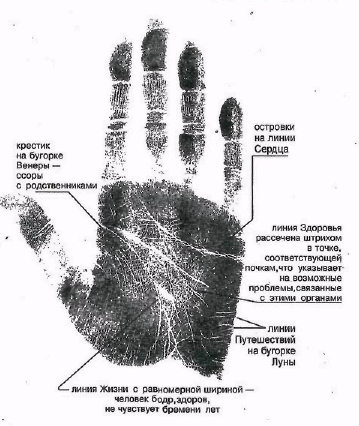 крестик
на бугорке
Венеры —
ссоры
с родственниками
островки
на линии
Сердца
линия Здоровья
рассечена штрихом
в точке,
соответствующей
почкам,что указывает
на возможные
проблемы,связанные
с этими органами
линии
Путешествий
на бугорке
Луны
линия Жизни с равномерной шириной —
человек бодр,здоров,
не чувствует бремени лет